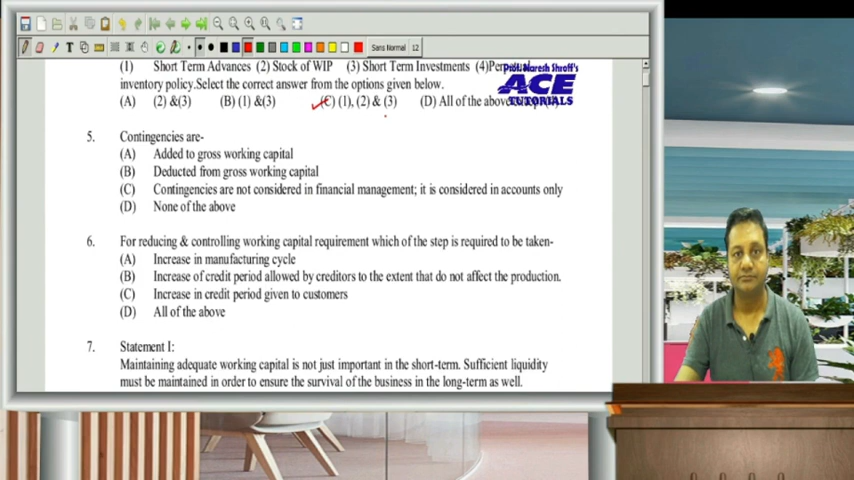 Sans Normal 12
(1) Short Term Advances (2) Stock of WIP (3) Short Term Investments (4)
Prof. Naresh Shroff's
ACE
TUTORIALS
inventory policy.Select the correct answer from the options given below.
(A) (2) &(3) (B) (1) &(3) (C) (1), (2) & (3) (D) All of the above
5. Contingencies are-
(A) Added to gross working capital
(B) Deducted from gross working capital
(C) Contingencies are not considered in financial management; it is considered in accounts only
(D) None of the above
6. For reducing & controlling working capital requirement which of the step is required to be taken-
(A) Increase in manufacturing cycle
(B) Increase of credit period allowed by creditors to the extent that do not affect the production.
(C) Increase in credit period given to customers
(D) All of the above
7. Statement I:
Maintaining adequate working capital is not just important in the short-term. Sufficient liquidity
must be maintained in order to ensure the survival of the business in the long-term as well.